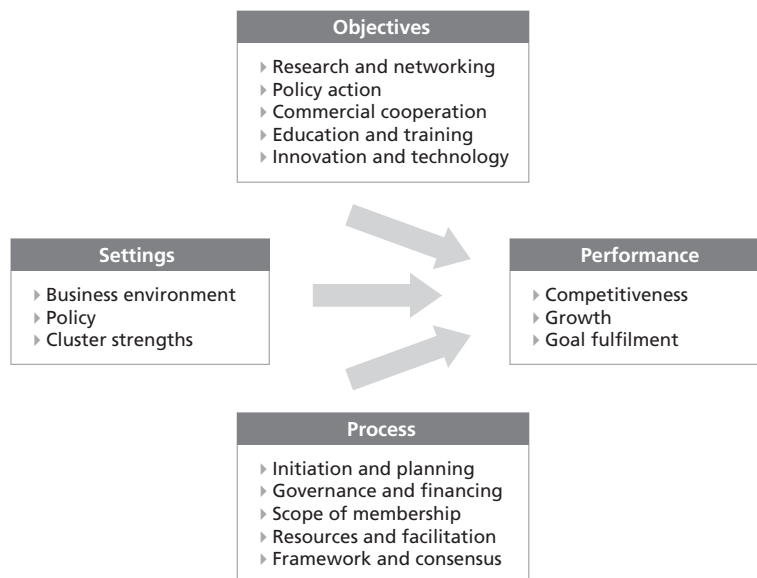 Objectives
Research and networking
Policy action
Commercial cooperation
Education and training
Innovation and technology
Settings
Business environment
Policy
Cluster strengths
Performance
Competitiveness
Growth
Goal fulfilment
Process
Initiation and planning
Governance and financing
Scope of membership
Resources and facilitation
Framework and consensus